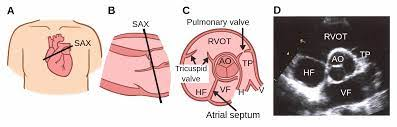 A
SAX
B
SAX
C
Pulmonary valve
RVOT
AO
TP
Tricuspid
valve
HF
VF
H
V
Atrial septum
D
RVOT
AO
TP
HF
VF